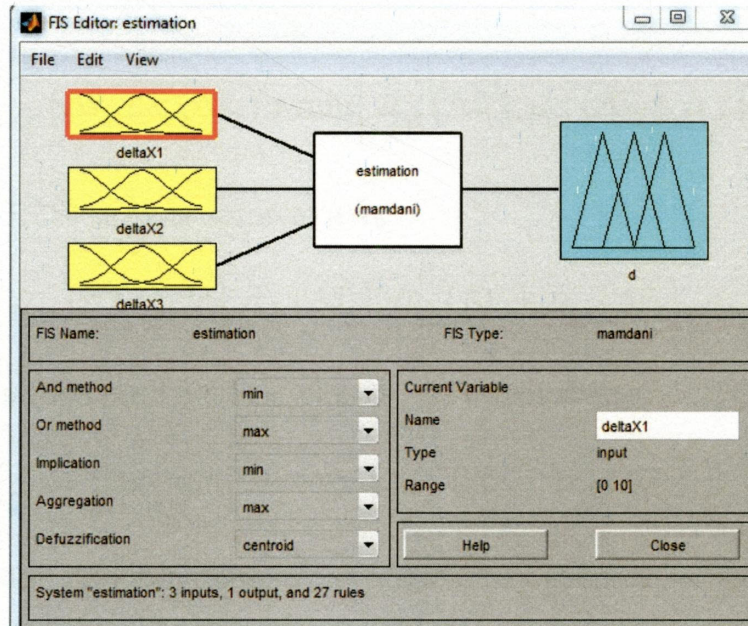 FIS Editor: estimation
File Edit View
deltaX1
deltaX2
deltaX3
estimation
(mamdani)
d
FIS Name: estimation FIS Type: mamdani
And method min
Or method max
Implication min
Aggregation max
Defuzzification centroid
Current Variable
Name deltaX1
Type input
Range [0 10]
Help Close
System "estimation": 3 inputs, 1 output, and 27 rules